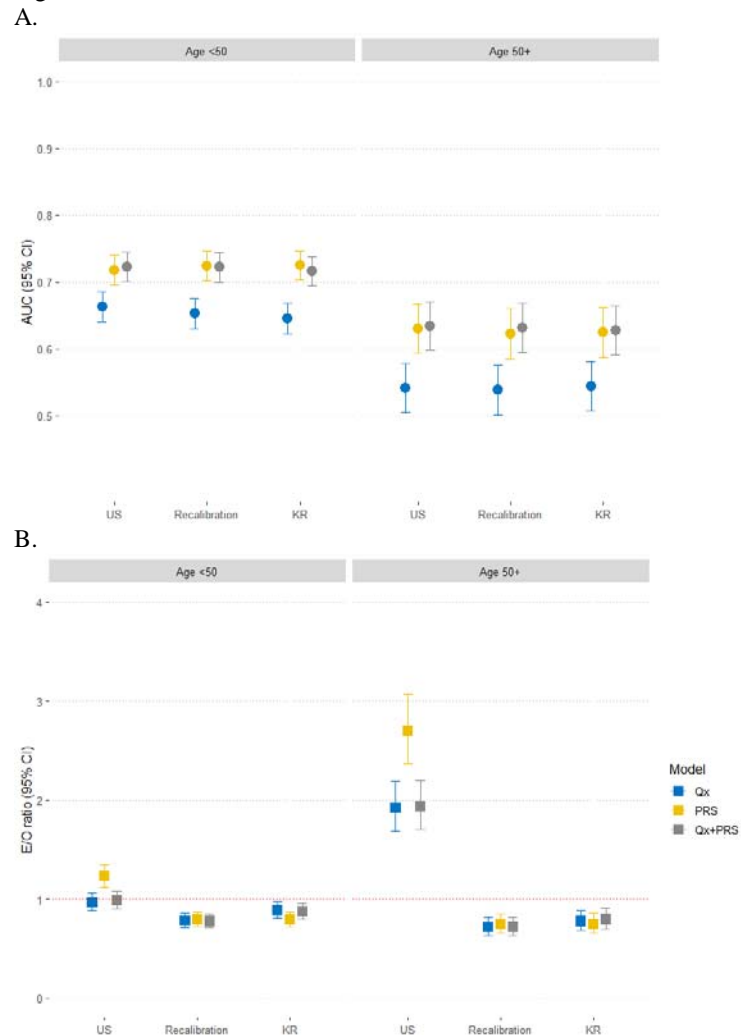 A.
Age <50 Age 50+
1.0
0.9
0.8
0.7
0.6
0.5
AUC (95% CI)
US Recalibration KR US Recalibration KR
B.
Age <50 Age 50+
4
3
2
1
0
E/O ratio (95% CI)
Model
Qx
PRS
Qx+PRS
US Recalibration KR US Recalibration KR